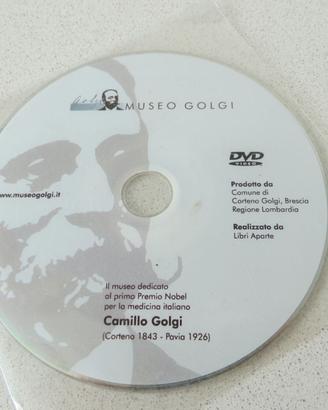 MUSEO GOLGI
www.museogolgi.it
DVD
VIDEO
Prodotto da
Comune di
Corteno Golgi, Brescia
Regione Lombardia
Realizzato da
Libri Aparte
Il museo dedicato
al primo Premio Nobel
per la medicina italiano
Camillo Golgi
(Corteno 1843 - Pavia 1926)